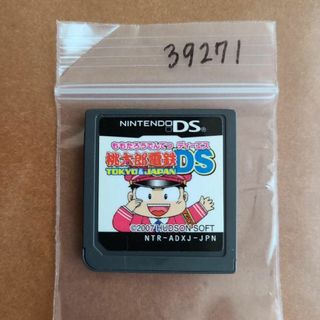 39271
NINTENDO DS
ももたろうでんてつ ディーエス
桃太郎電鉄DS
TOKYO&JAPAN
©2007 HUDSON SOFT
NTR-ADXJ-JPN